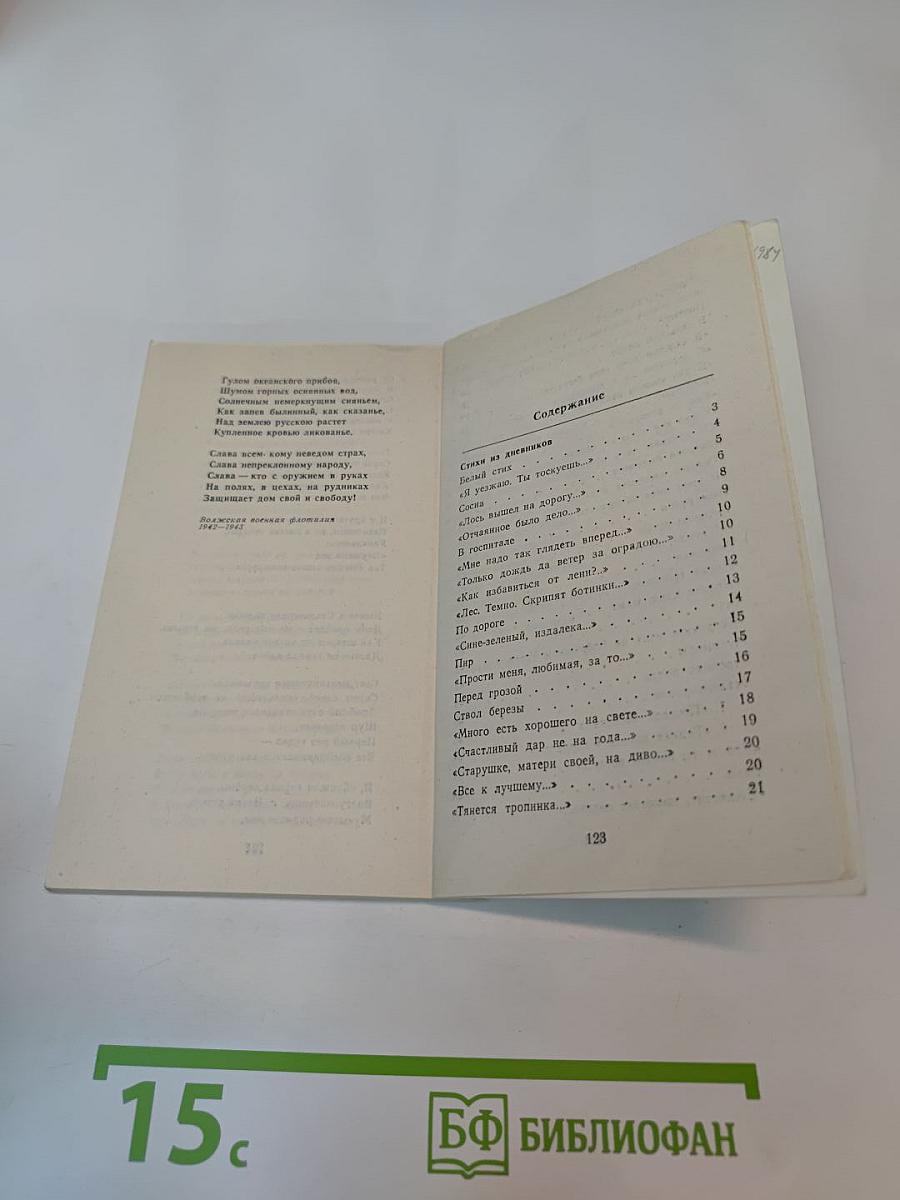 Гулом океанского прибоя,
Шумом горных осиянных вод,
Солнечным немеркнущим сияньем,
Как запев былинный, как сказанье,
Над землею русскою растет
Купленное кровью ликованье.
Слава всем, кому неведом страх,
Слава непреклонному народу,
Слава — кто с оружием в руках
На полях, в цехах, на рудниках
Защищает дом свой и свободу!
Волжская военная флотилия
1942—1943
1984
Содержание
Стихи из дневников
Белый стих . . . . . . . . . . 3
«Я уезжаю. Ты тоскуешь...» . . . . . 4
Сосна . . . . . . . . . . 5
«Лось вышел на дорогу...» . . . . . 6
«Отчаянное было дело...» . . . . . 8
В госпитале . . . . . . . . . 9
«Мне надо так глядеть вперед...» . . . 10
«Только дождь да ветер за оградою...» . . 10
«Как избавиться от лени?..» . . . . . 11
«Лес. Темно. Скрипят ботинки...» . . . . 12
По дороге . . . . . . . . . 13
«Сине-зеленый, издалека...» . . . . . 14
Пир . . . . . . . . . . 15
«Прости меня, любимая, за то...» . . . . 15
Перед грозой . . . . . . . . . 16
Ствол березы . . . . . . . . . 17
«Много есть хорошего на свете...» . . . 18
«Счастливый дар не на года...» . . . . 19
«Старушке, матери своей, на диво...» . . . 20
«Все к лучшему...» . . . . . . . 20
«Тянется тропинка...» . . . . . . . 21
123
15 с
БФ БИБЛИОФАН